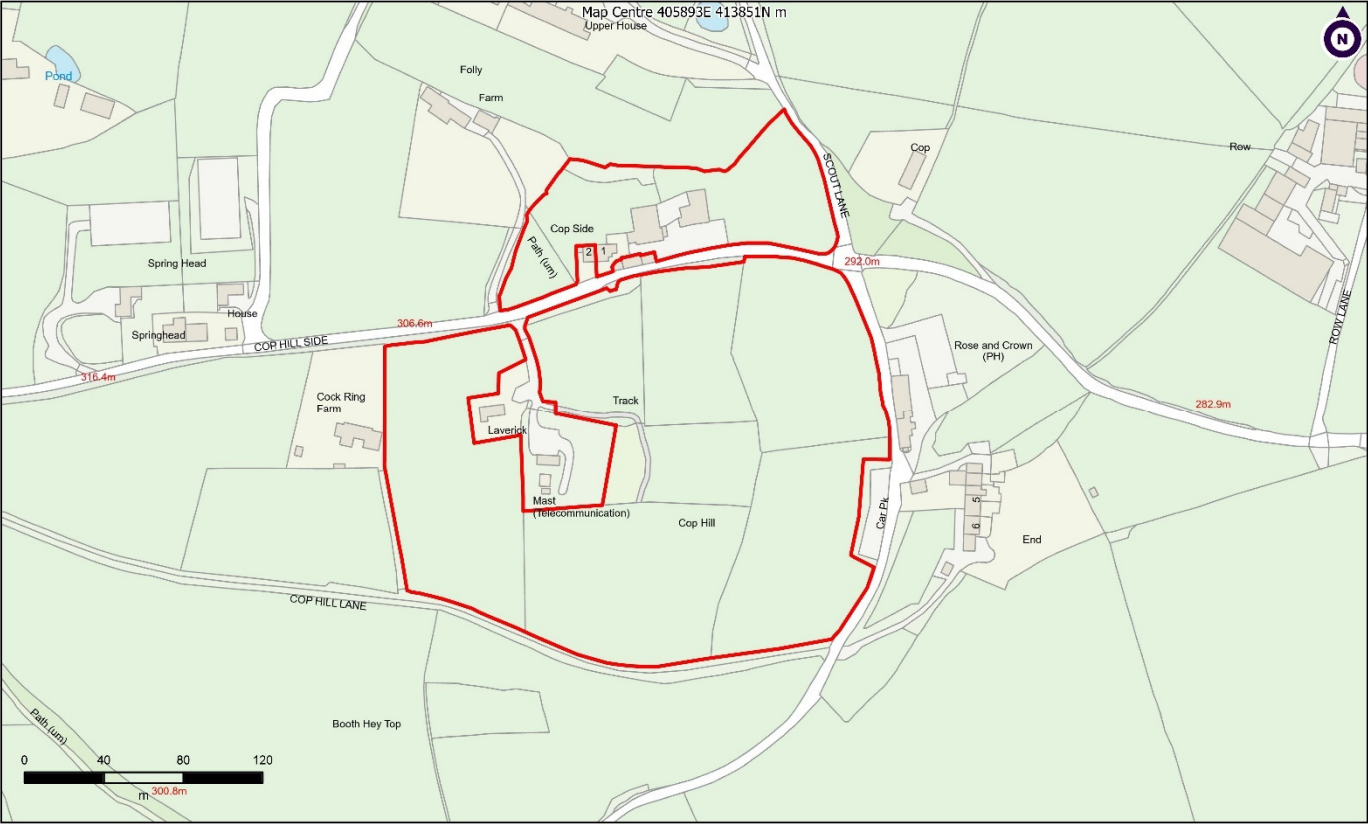 Map Centre 405893E 413851N m
Upper House
N
Pond
Folly
Farm
Cop
Row
SCOUT LANE
Cop Side
2 1
Path (um)
Spring Head
292.0m
House
306.6m
Springhead
COP HILL SIDE
Rose and Crown
(PH)
ROW LANE
316.4m
Cock Ring
Farm
Track
282.9m
Laverick
Mast
(Telecommunication)
Cop Hill
Car Pk
5
6
End
COP HILL LANE
Booth Hey Top
Path (um)
0 40 80 120
m
300.8m